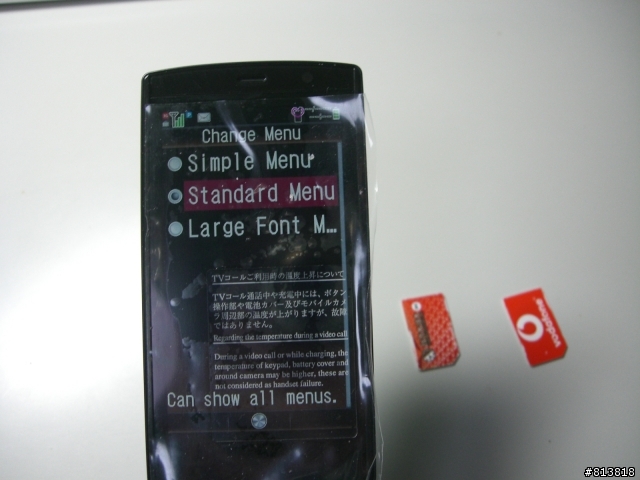 Change Menu
Simple Menu
Standard Menu
Large Font M…
TVコールご利用時の温度上昇について
TVコール通話中や充電中には、ボタン
操作部や電池カバー及びモバイルカメ
ラ周辺部の温度が上がりますが、故障
ではありません。
Regarding the temperature during a video call
During a video call or while charging, the
temperature of keypad, battery cover and
around camera may be higher, these are
not considered as handset failure.
Can show all menus.
vodafone
#813818